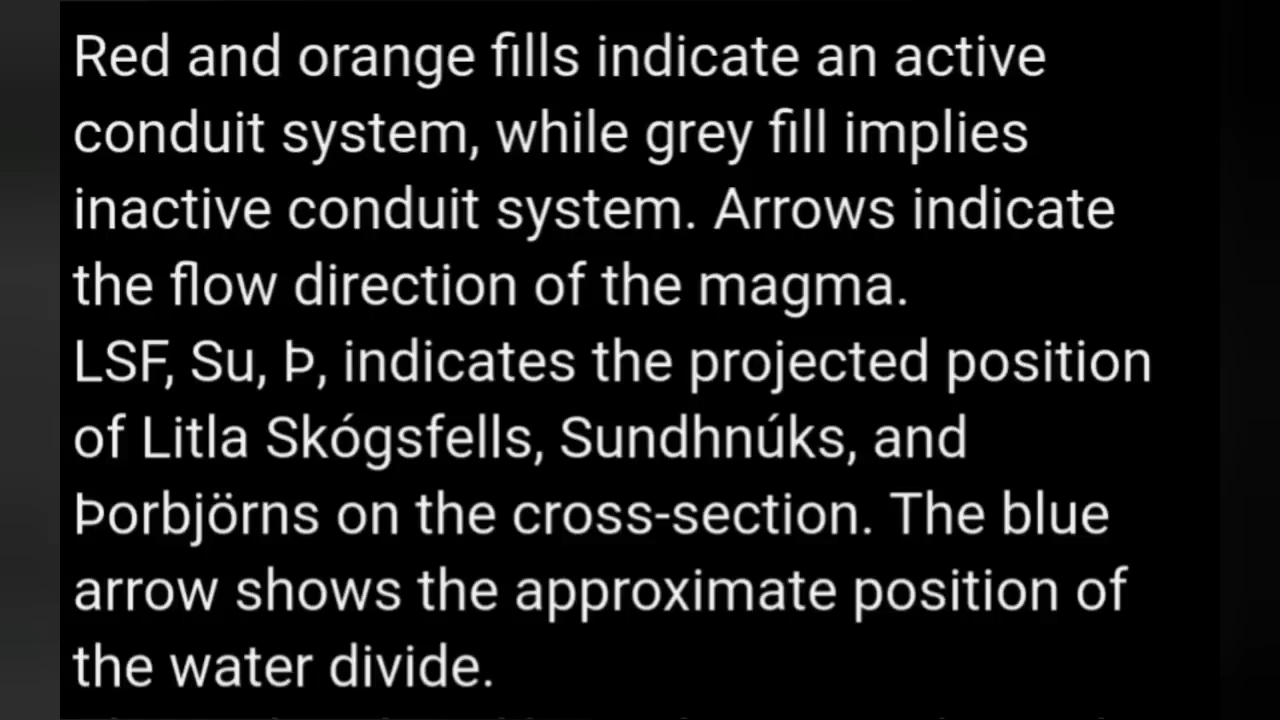 Red and orange fills indicate an active
conduit system, while grey fill implies
inactive conduit system. Arrows indicate
the flow direction of the magma.
LSF, Su, Þ, indicates the projected position
of Litla Skógsfells, Sundhnúks, and
Þorbjörns on the cross-section. The blue
arrow shows the approximate position of
the water divide.